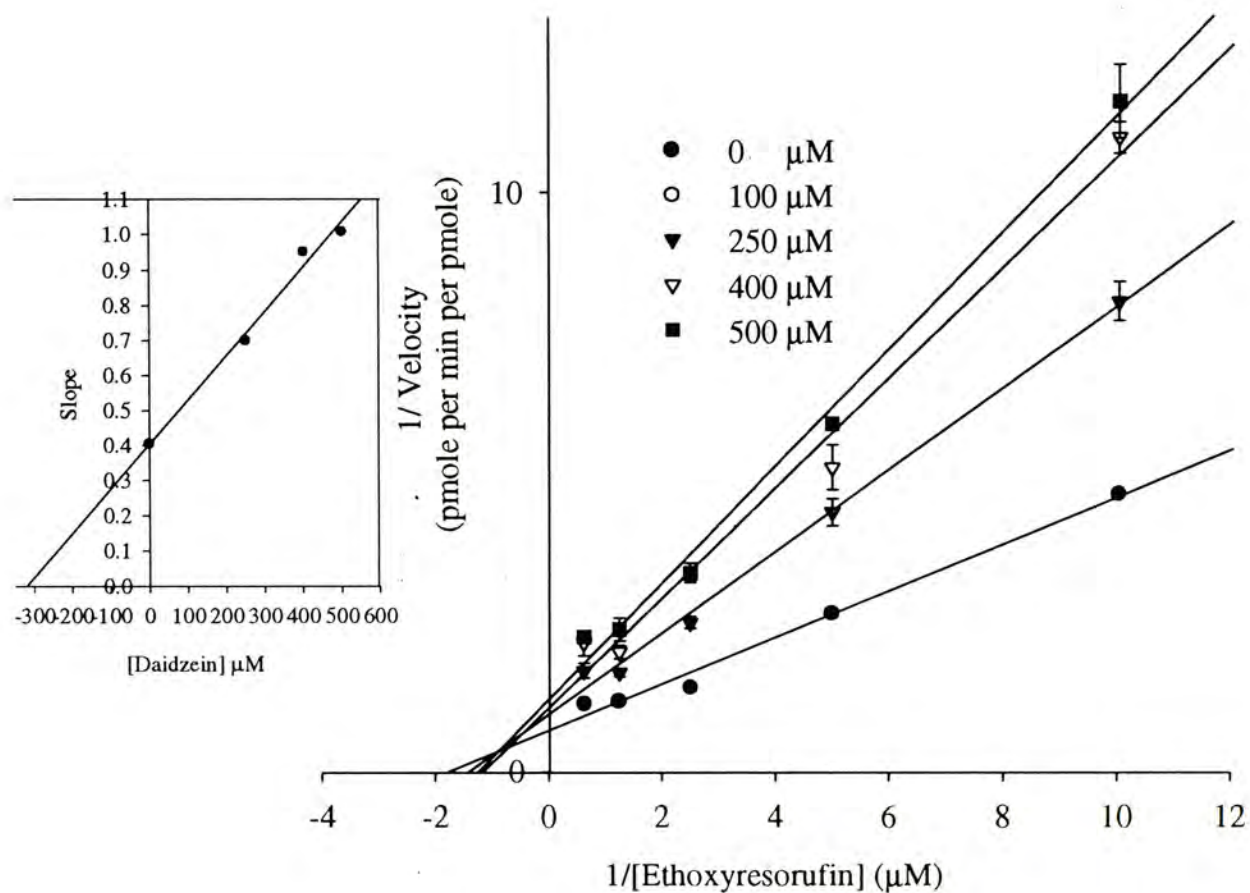 1.1
1.0
0.9
0.8
0.7
0.6
0.5
0.4
0.3
0.2
0.1
0.0
Slope
-300 -200 -100 0 100 200 300 400 500 600
[Daidzein] µM
1/ Velocity
(pmole per min per pmole)
10
0
0 µM
100 µM
250 µM
400 µM
500 µM
-4 -2 0 2 4 6 8 10 12
1/[Ethoxyresorufin] (µM)